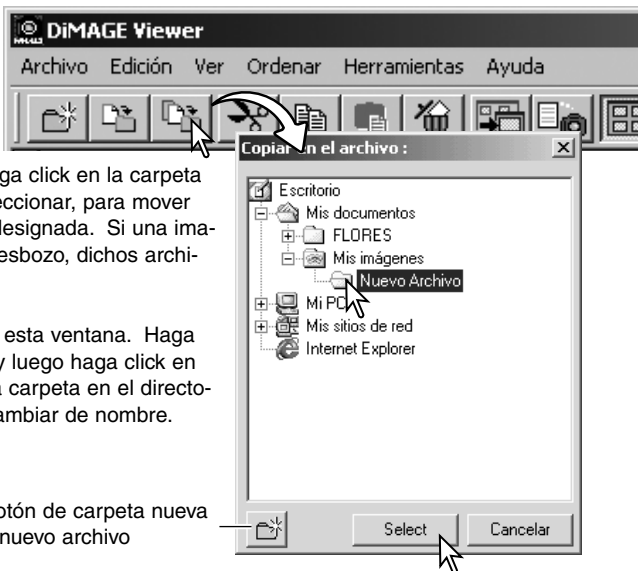 DiMAGE Viewer
Archivo Edición Ver Ordenar Herramientas Ayuda
Copiar en el archivo :
Escritorio
Mis documentos
FLORES
Mis imágenes
Nuevo Archivo
Mi PC
Mis sitios de red
Internet Explorer
Select Cancelar
ga click en la carpeta
eccionar, para mover
designada. Si una ima-
esbozo, dichos archi-
esta ventana. Haga
y luego haga click en
a carpeta en el directo-
ambiar de nombre.
otón de carpeta nueva
nuevo archivo